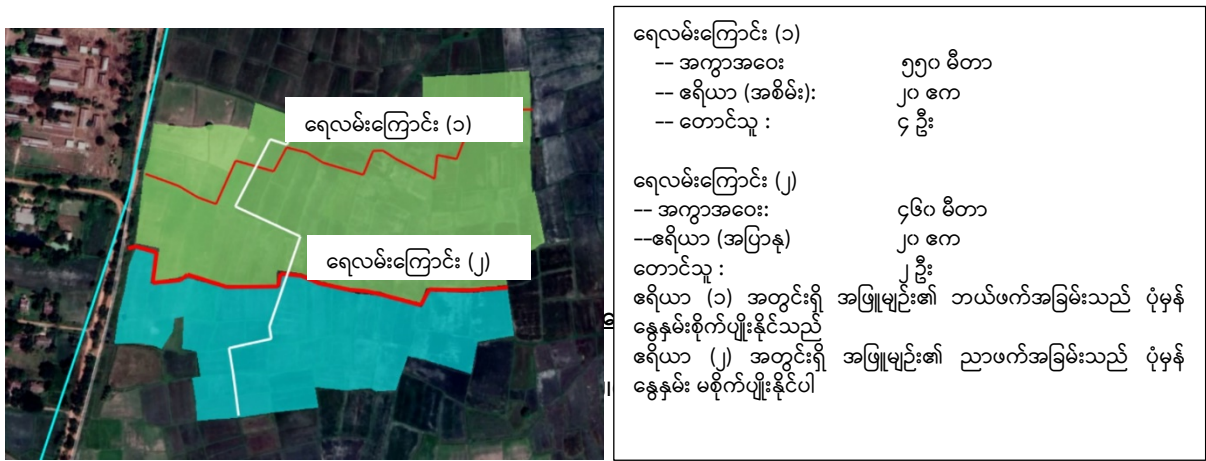 ရေလမ်းကြောင်း (၁)
ရေလမ်းကြောင်း (၂)
ရေလမ်းကြောင်း (၁)
-- အကွာအဝေး ၅၅၀ မီတာ
-- ဧရိယာ (အစိမ်း): ၂၀ ဧက
-- တောင်သူ : ၄ ဦး
ရေလမ်းကြောင်း (၂)
-- အကွာအဝေး: ၄၆၀ မီတာ
--ဧရိယာ (အပြာနု) ၂၀ ဧက
တောင်သူ : ၂ ဦး
ဧရိယာ (၁) အတွင်းရှိ အဖြူမျဉ်း၏ ဘယ်ဖက်အခြမ်းသည် ပုံမှန်
နွေနှမ်းစိုက်ပျိုးနိုင်သည်
ဧရိယာ (၂) အတွင်းရှိ အဖြူမျဉ်း၏ ညာဖက်အခြမ်းသည် ပုံမှန်
နွေနှမ်း မစိုက်ပျိုးနိုင်ပါ